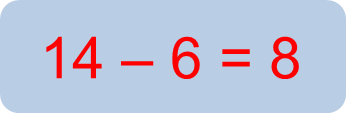 14 – 6 = 8